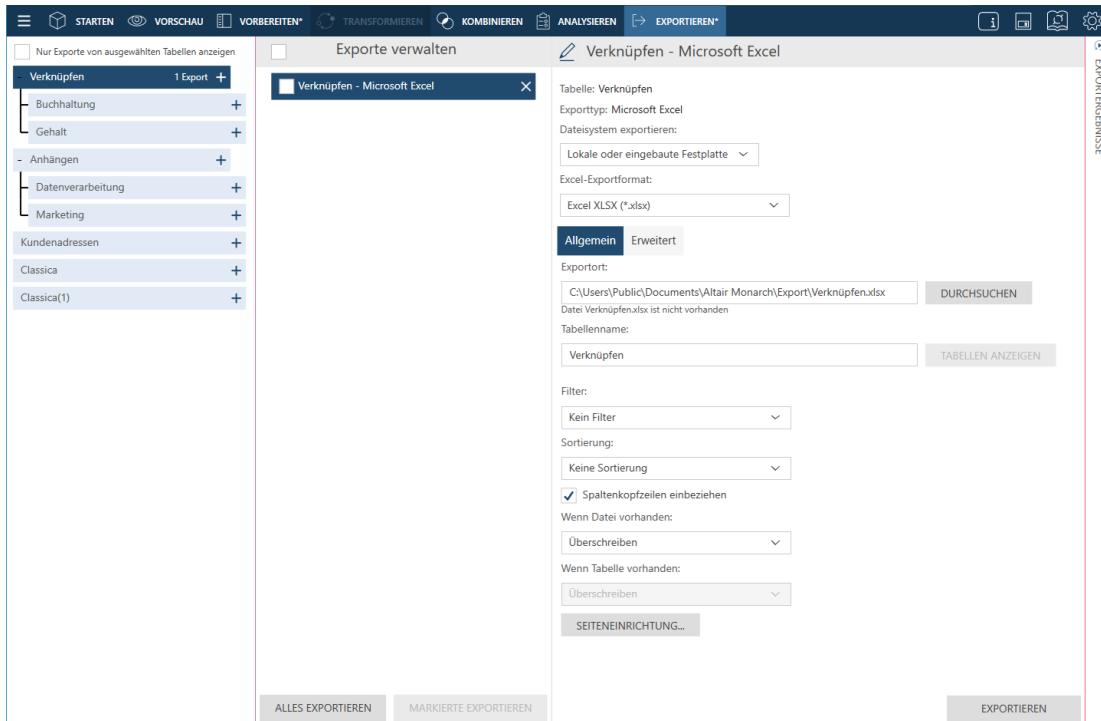 STARTEN VORSCHAU VORBEREITEN* TRANSFORMIEREN KOMBINIEREN ANALYSIEREN EXPORTIEREN*
Nur Exporte von ausgewählten Tabellen anzeigen
- Verknüpfen 1 Export +
Buchhaltung +
Gehalt +
- Anhängen +
Datenverarbeitung +
Marketing +
Kundenadressen +
Classica +
Classica(1) +
Exporte verwalten
Verknüpfen - Microsoft Excel
ALLES EXPORTIEREN MARKIERTE EXPORTIEREN
Verknüpfen - Microsoft Excel
Tabelle: Verknüpfen
Exporttyp: Microsoft Excel
Dateisystem exportieren:
Lokale oder eingebaute Festplatte
Excel-Exportformat:
Excel XLSX (*.xlsx)
Allgemein Erweitert
Exportort:
C:\Users\Public\Documents\Altair Monarch\Export\Verknüpfen.xlsx DURCHSUCHEN
Datei Verknüpfen.xlsx ist nicht vorhanden
Tabellenname:
Verknüpfen TABELLEN ANZEIGEN
Filter:
Kein Filter
Sortierung:
Keine Sortierung
Spaltenkopfzeilen einbeziehen
Wenn Datei vorhanden:
Überschreiben
Wenn Tabelle vorhanden:
Überschreiben
SEITENEINRICHTUNG...
EXPORTIEREN
EXPORTERGEBNISSE